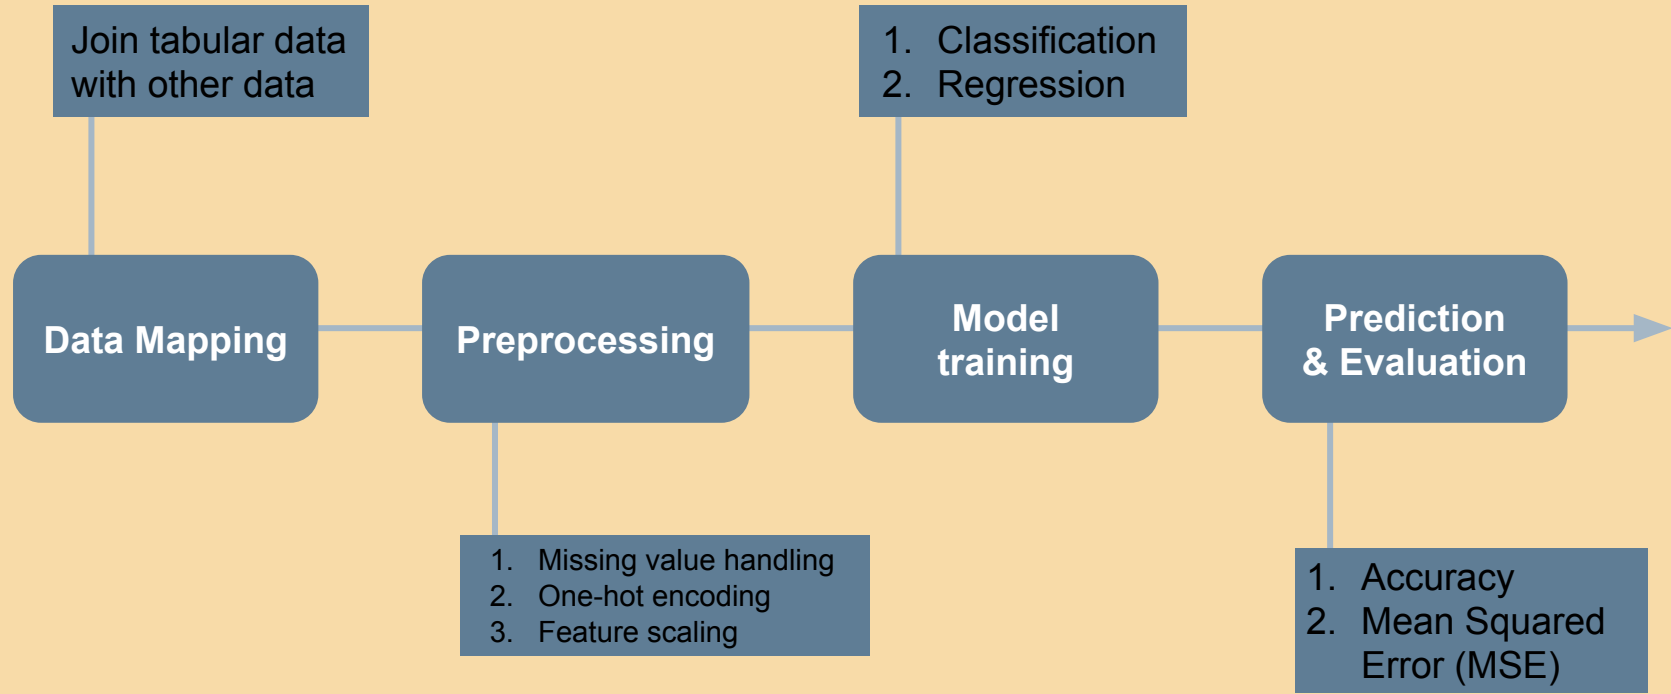 Join tabular data
with other data
1. Classification
2. Regression
Data Mapping
Preprocessing
Model
training
Prediction
& Evaluation
1. Missing value handling
2. One-hot encoding
3. Feature scaling
1. Accuracy
2. Mean Squared
Error (MSE)